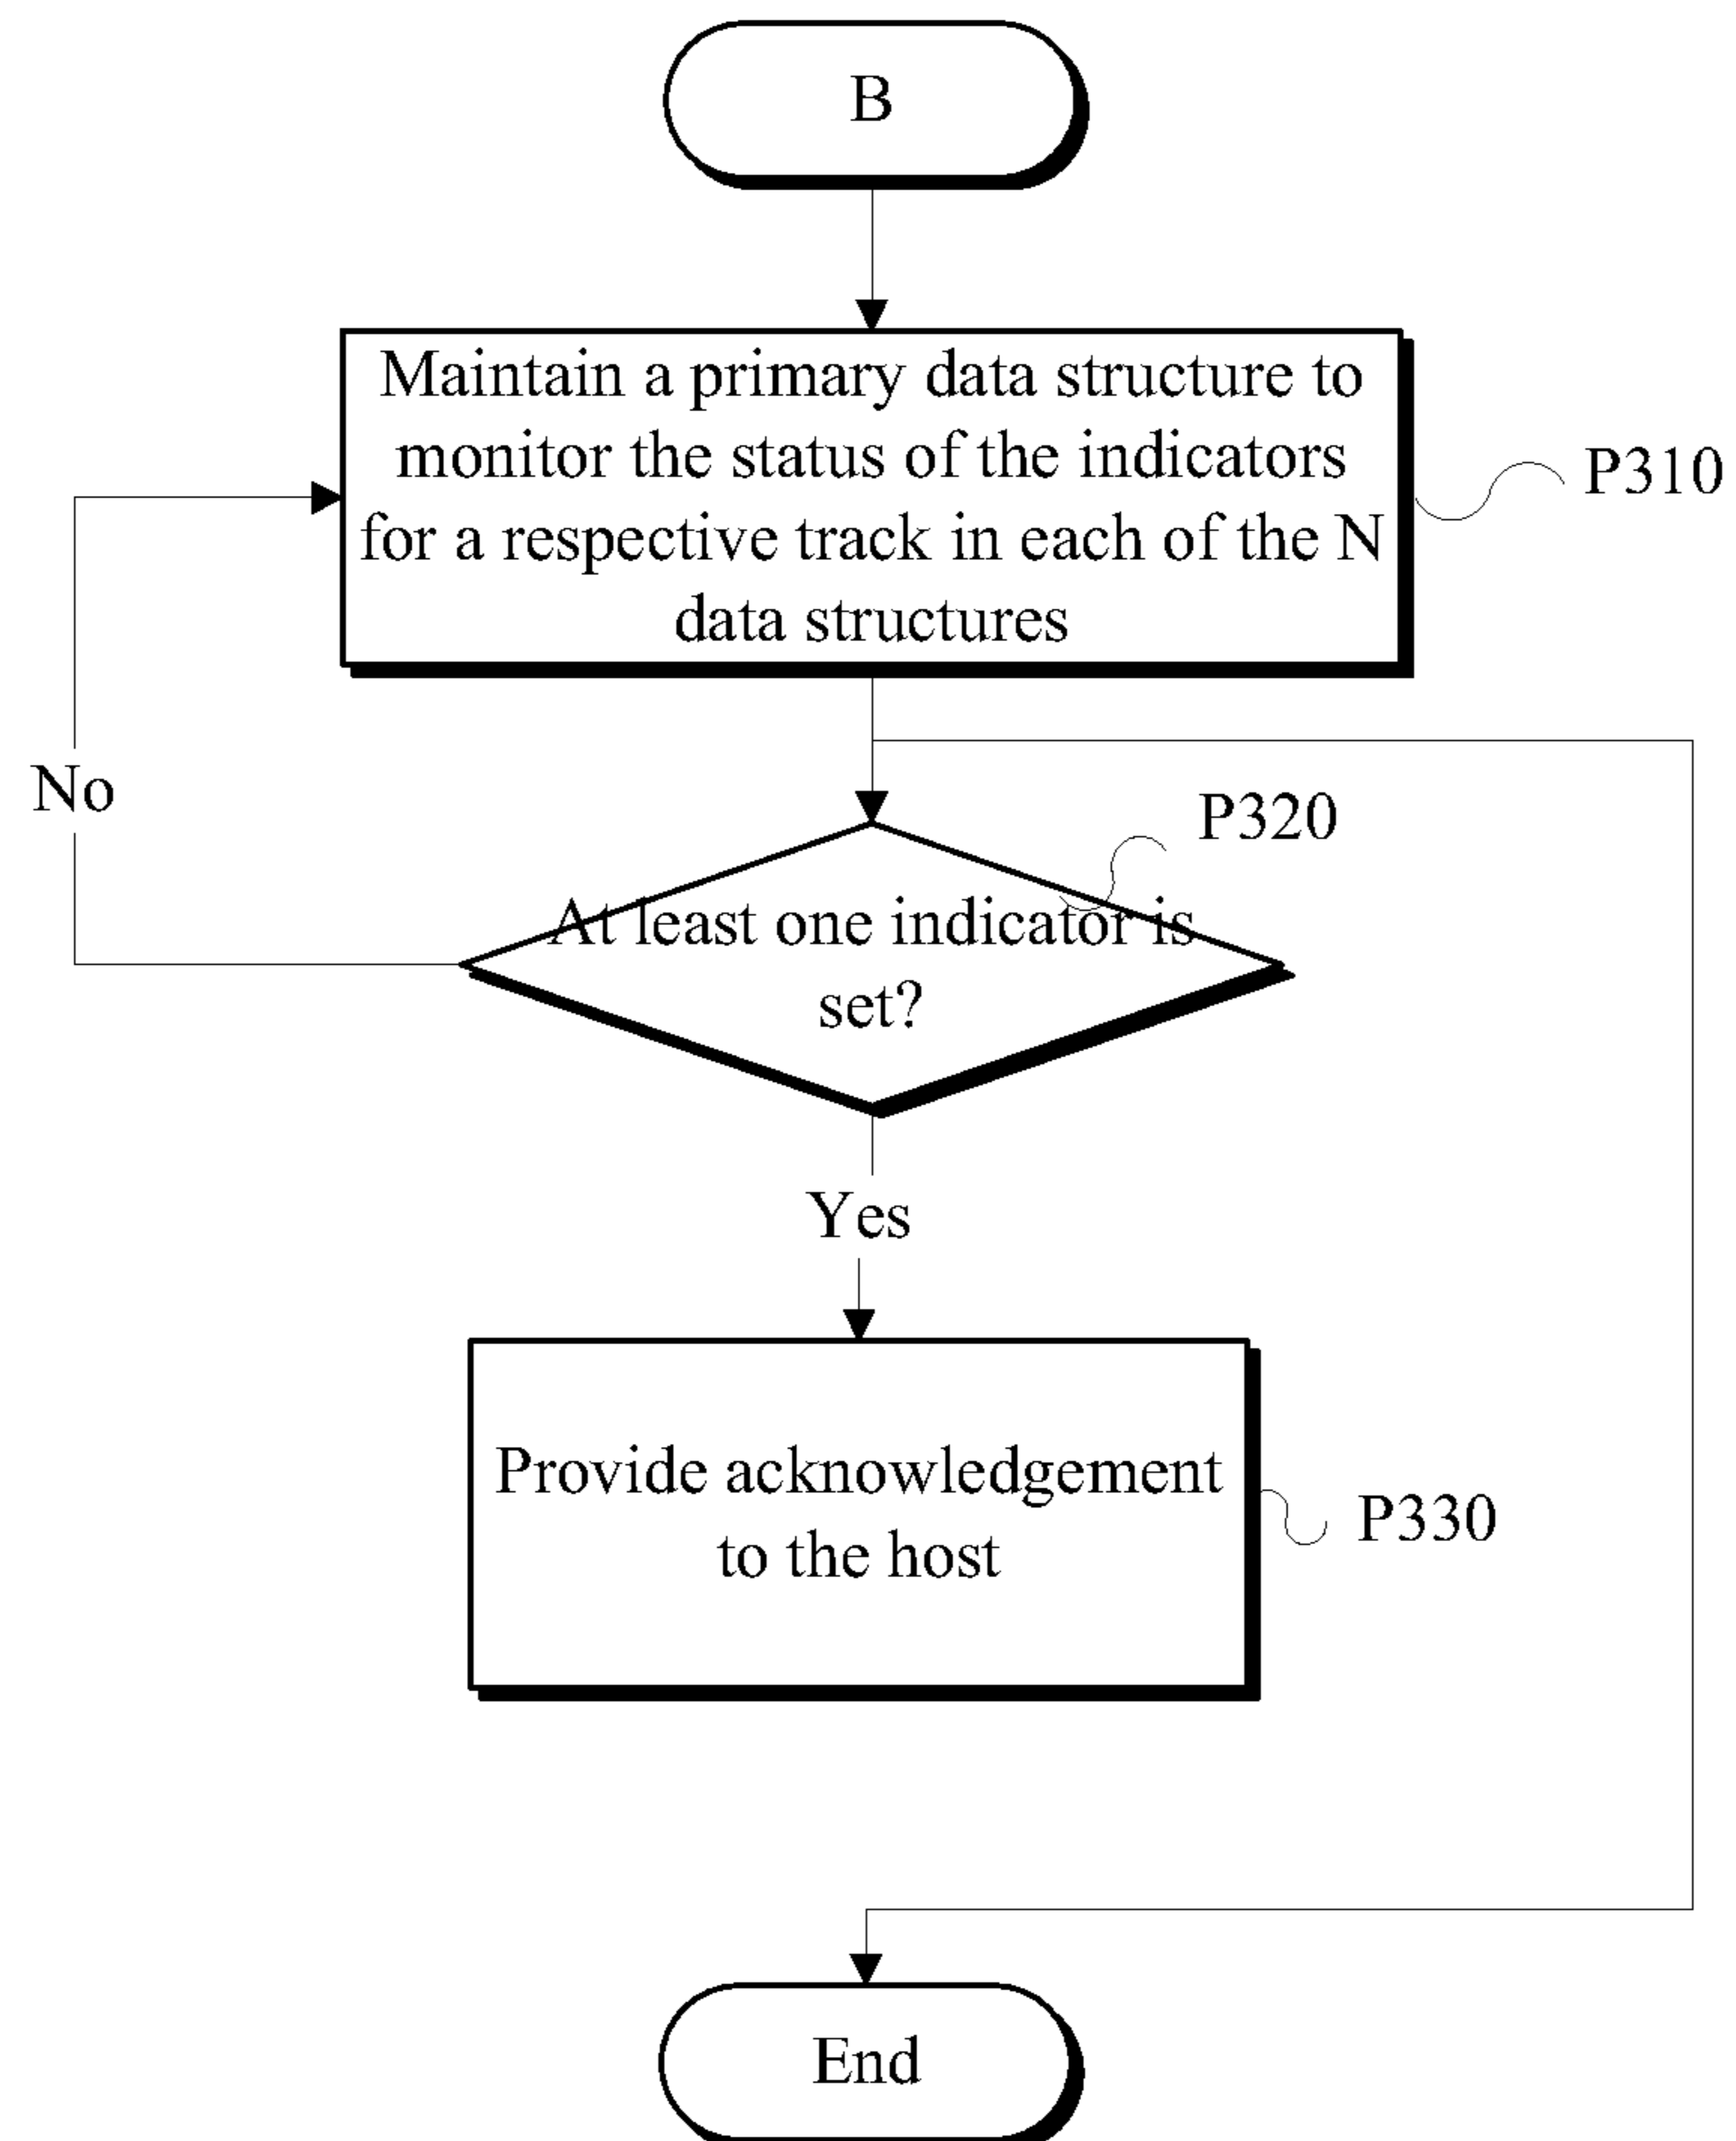 B
Maintain a primary data structure to
monitor the status of the indicators
for a respective track in each of the N
data structures
P310
No
P320
At least one indicator is
set?
Yes
Provide acknowledgement
to the host
P330
End